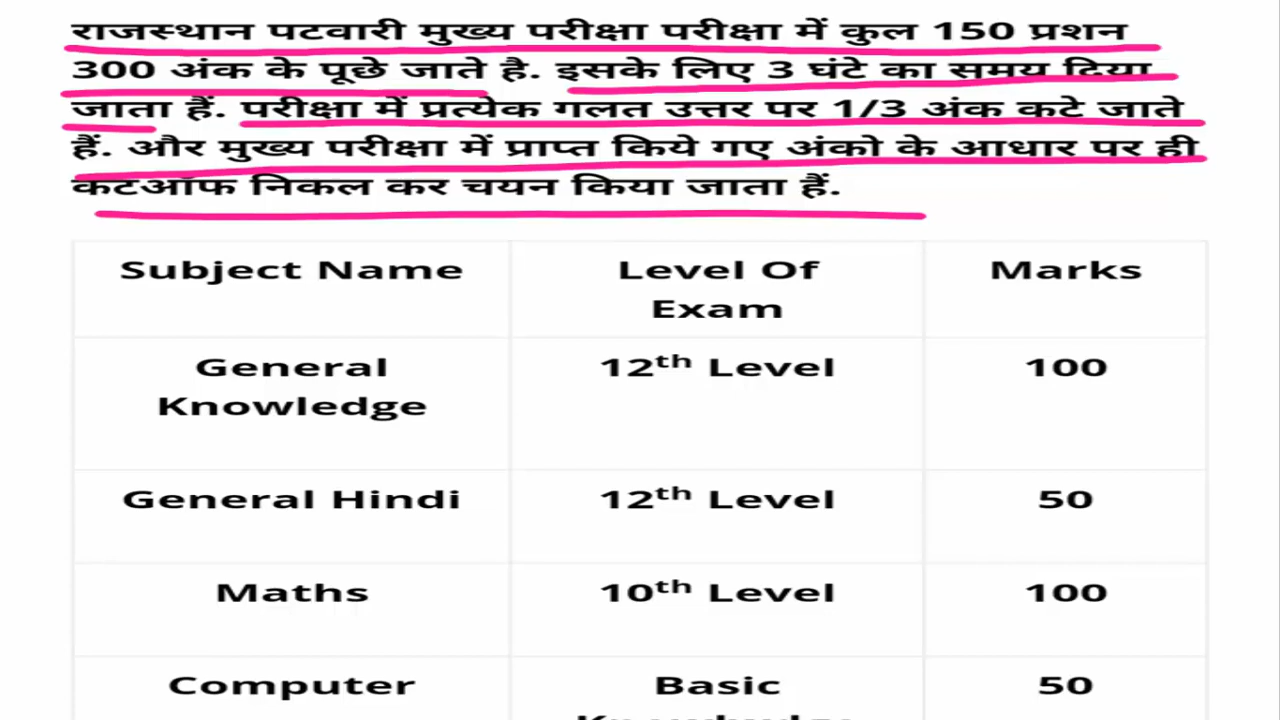 राजस्थान पटवारी मुख्य परीक्षा परीक्षा में कुल 150 प्रशन
300 अंक के पूछे जाते है. इसके लिए 3 घंटे का समय दिया
जाता हैं. परीक्षा में प्रत्येक गलत उत्तर पर 1/3 अंक कटे जाते
हैं. और मुख्य परीक्षा में प्राप्त किये गए अंको के आधार पर ही
कटऑफ निकल कर चयन किया जाता हैं.
Subject Name Level Of Exam Marks
General Knowledge 12th Level 100
General Hindi 12th Level 50
Maths 10th Level 100
Computer Basic 50